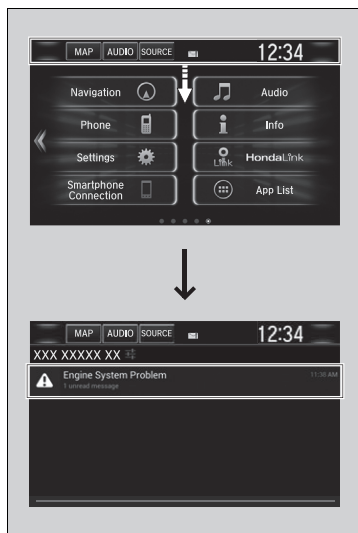 MAP AUDIO SOURCE 12:34
Navigation Audio
Phone Info
Settings Link HondaLink
Smartphone
Connection App List
MAP AUDIO SOURCE 12:34
XXX XXXXX XX
Engine System Problem 11:30 AM
1 unread message